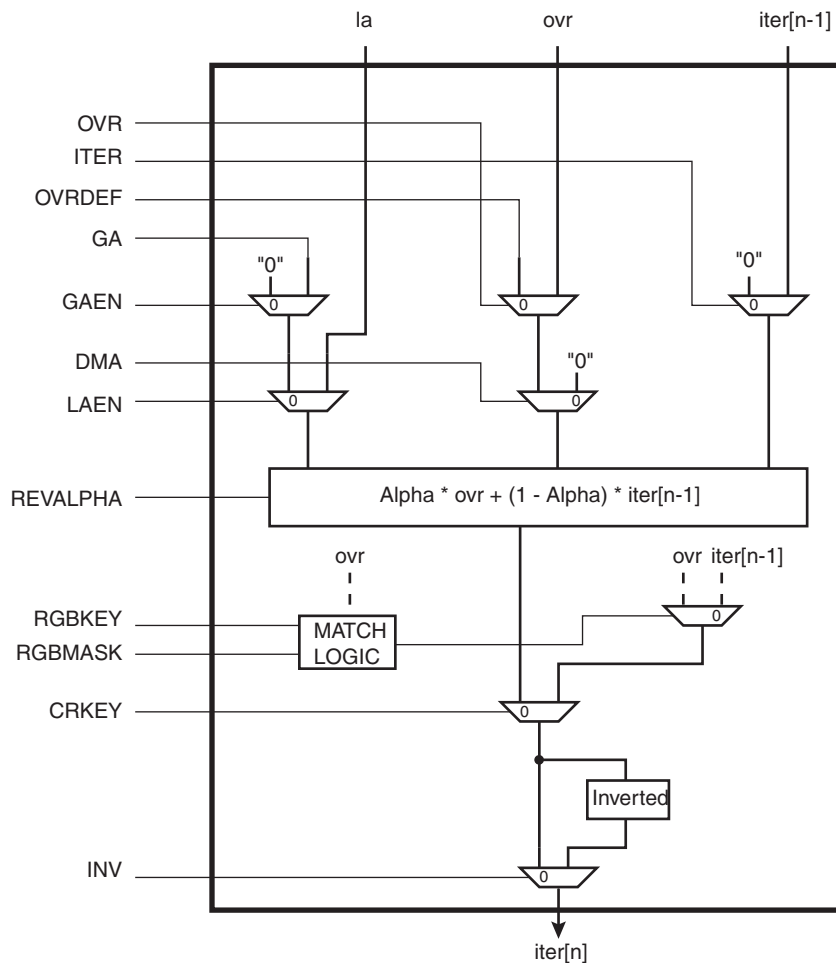 la ovr iter[n-1]
OVR
ITER
OVRDEF
GA
"0" "0"
GAEN 0 0 0
DMA "0"
LAEN 0 0
REVALPHA Alpha * ovr + (1 - Alpha) * iter[n-1]
ovr ovr iter[n-1]
RGBKEY MATCH 0
RGBMASK LOGIC
CRKEY 0
Inverted
INV 0
iter[n]